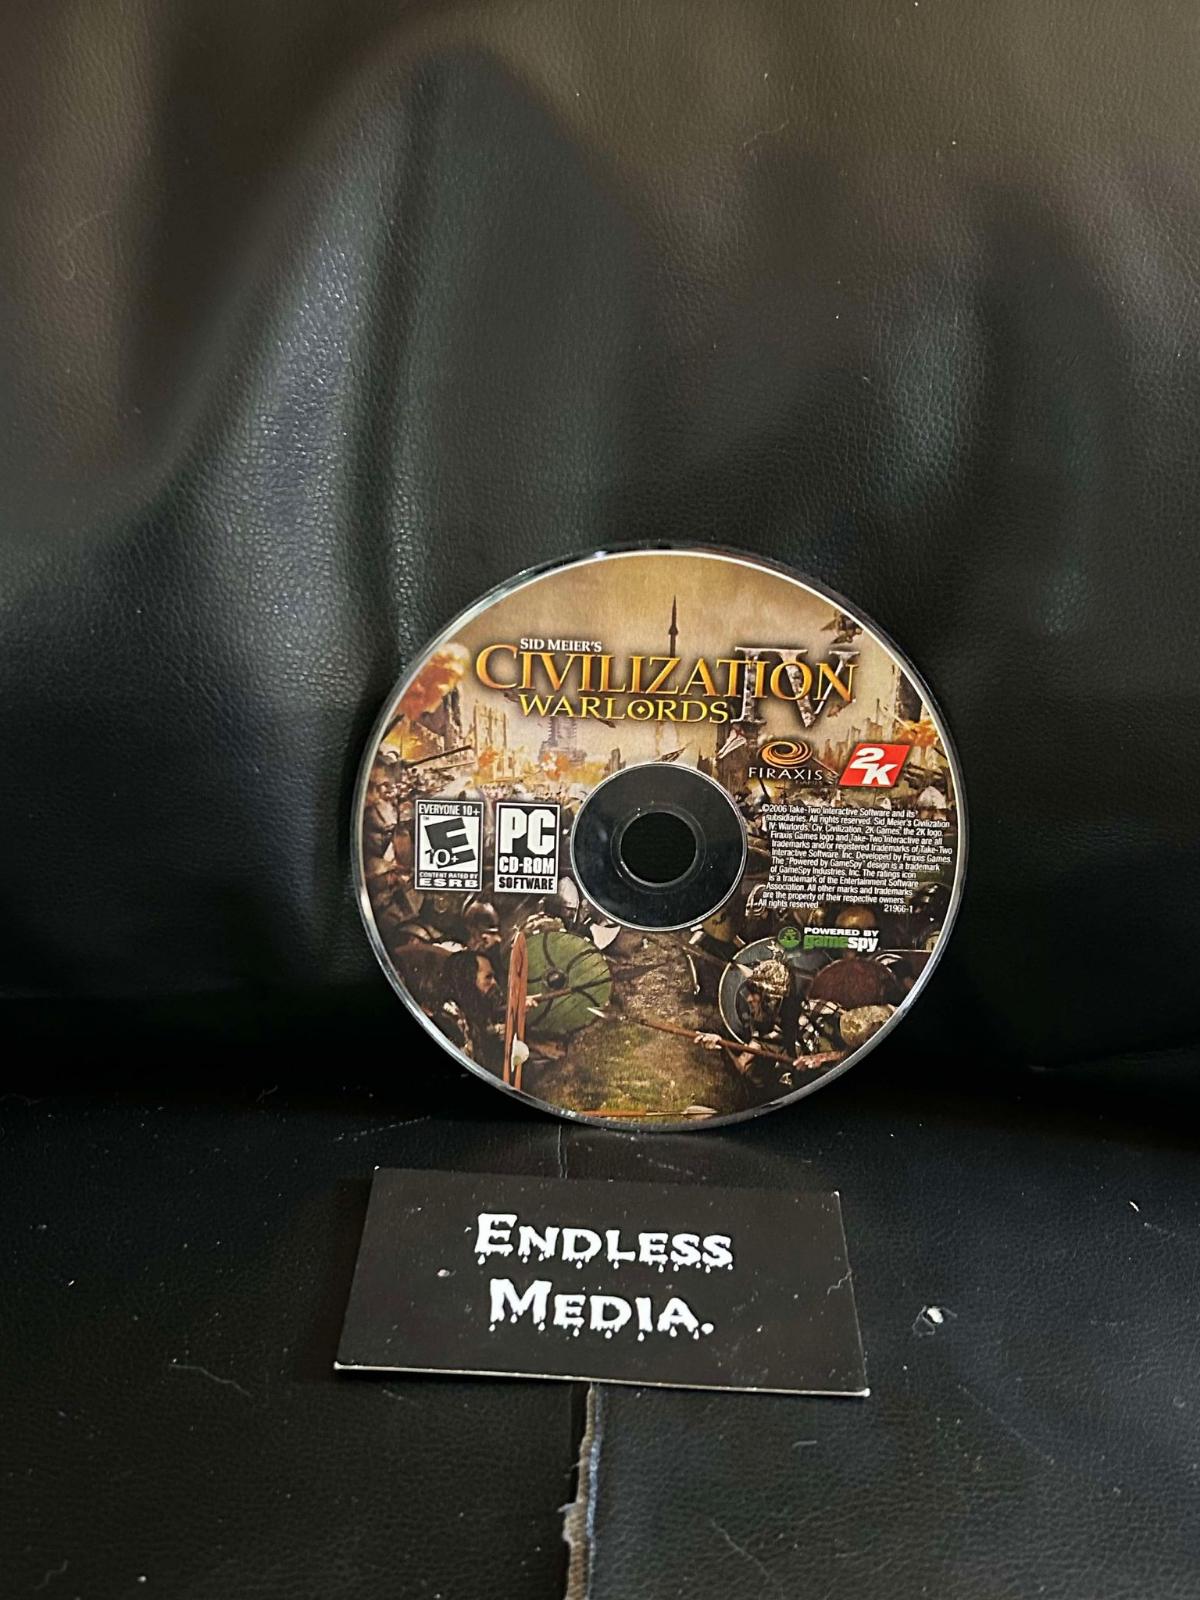 SID MEIER'S
CIVILIZATION IV
WARLORDS
FIRAXIS
GAMES
2K
EVERYONE 10+
E
10+
CONTENT RATED BY
ESRB
PC
CD-ROM
SOFTWARE
©2006 Take-Two Interactive Software and its
subsidiaries. All rights reserved. Sid Meier's Civilization
IV: Warlords, Civ, Civilization, 2K Games, the 2K logo,
Firaxis Games logo and Take-Two Interactive are all
trademarks and/or registered trademarks of Take-Two
Interactive Software, Inc. Developed by Firaxis Games.
The "Powered by GameSpy" design is a trademark
of GameSpy Industries, Inc. The ratings icon
is a trademark of the Entertainment Software
Association. All other marks and trademarks
are the property of their respective owners.
All rights reserved. 21966-1
POWERED BY
gamespy
ENDLESS
MEDIA.